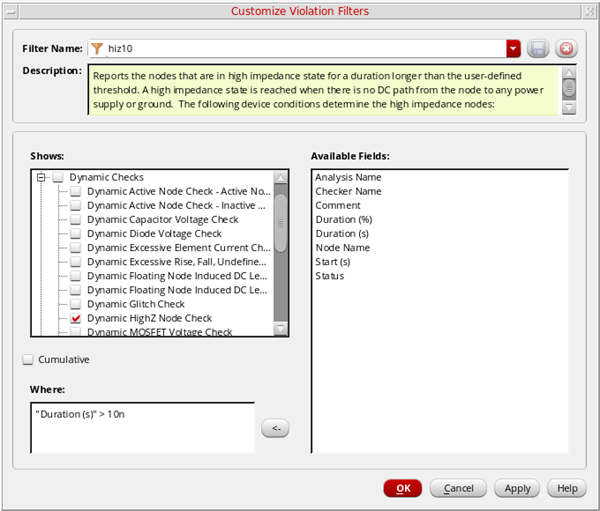 Customize Violation Filters
Filter Name: hiz10
Description: Reports the nodes that are in high impedance state for a duration longer than the user-defined
threshold. A high impedance state is reached when there is no DC path from the node to any power
supply or ground.  The following device conditions determine the high impedance nodes:
Shows:
Dynamic Checks
Dynamic Active Node Check - Active No...
Dynamic Active Node Check - Inactive ...
Dynamic Capacitor Voltage Check
Dynamic Diode Voltage Check
Dynamic Excessive Element Current Ch...
Dynamic Excessive Rise, Fall, Undefine...
Dynamic Floating Node Induced DC Le...
Dynamic Floating Node Induced DC Le...
Dynamic Glitch Check
Dynamic HighZ Node Check
Dynamic MOSFET Voltage Check
Cumulative
Where:
"Duration (s)" > 10n
<-
Available Fields:
Analysis Name
Checker Name
Comment
Duration (%)
Duration (s)
Node Name
Start (s)
Status
OK
Cancel
Apply
Help